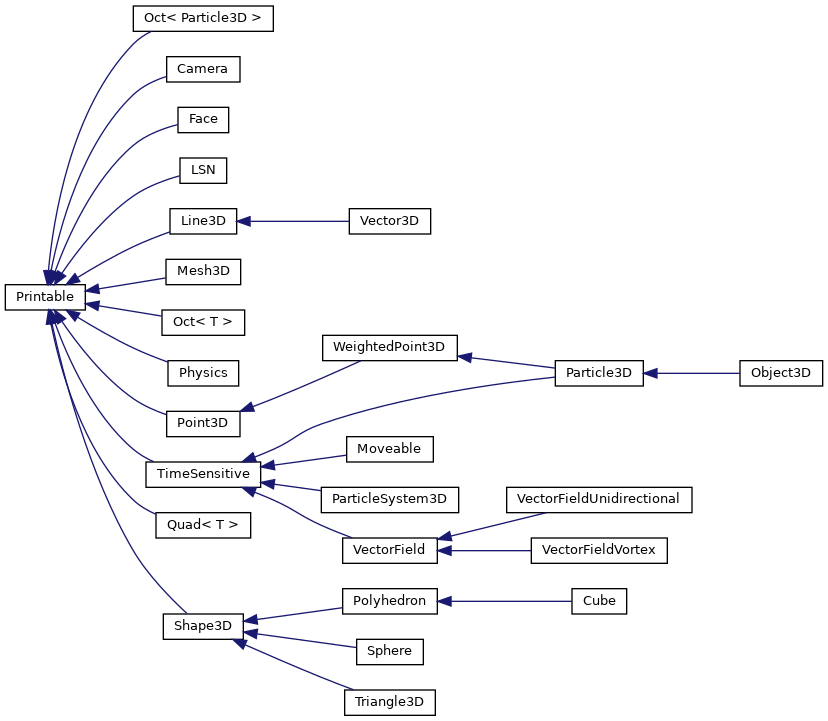 Oct< Particle3D >
Camera
Face
LSN
Line3D
Vector3D
Mesh3D
Printable
Oct< T >
WeightedPoint3D
Physics
Particle3D
Object3D
Point3D
Moveable
TimeSensitive
ParticleSystem3D
VectorFieldUnidirectional
Quad< T >
VectorField
VectorFieldVortex
Polyhedron
Cube
Shape3D
Sphere
Triangle3D